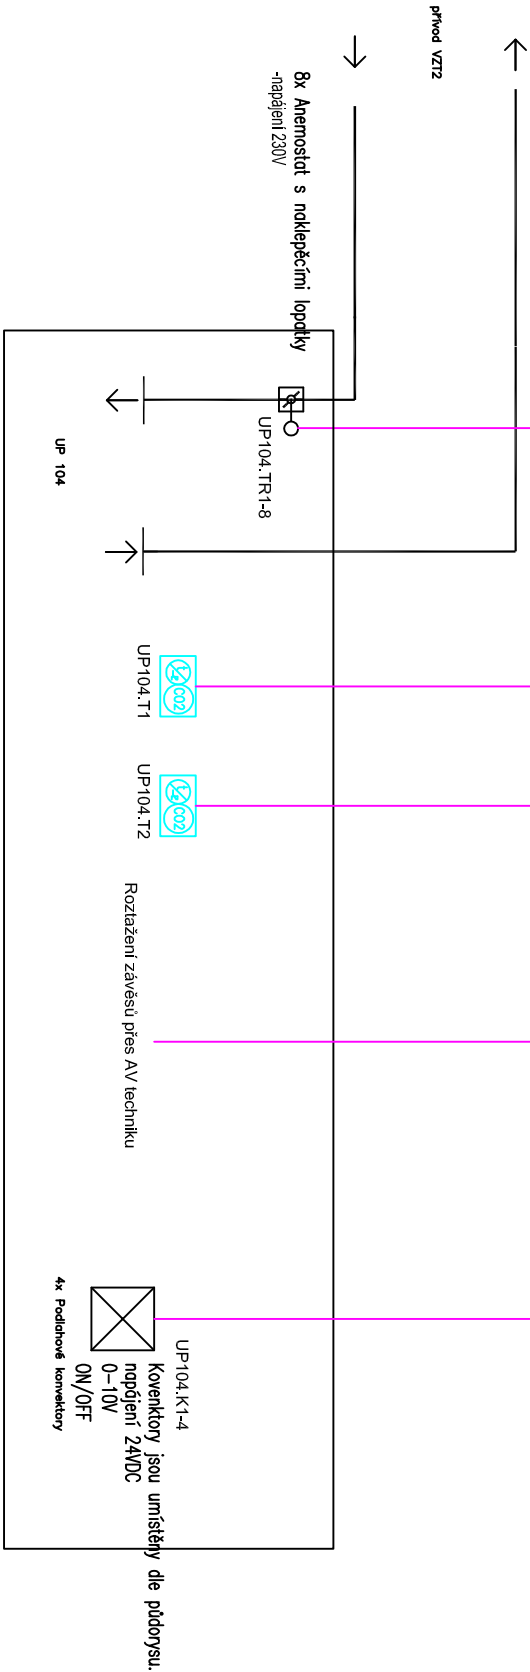 přívod VZT2
8x Anemostat s naklepěcími lopatky
-napájení 230V
UP104.TR1-8
UP 104
CO2
UP104.T1
CO2
UP104.T2
Roztažení závěsů přes AV techniku
UP104.K1-4
Kovenktory jsou umístěny dle půdorysu.
napájení 24VDC
0-10V
ON/OFF
4x Podlahové konvektory